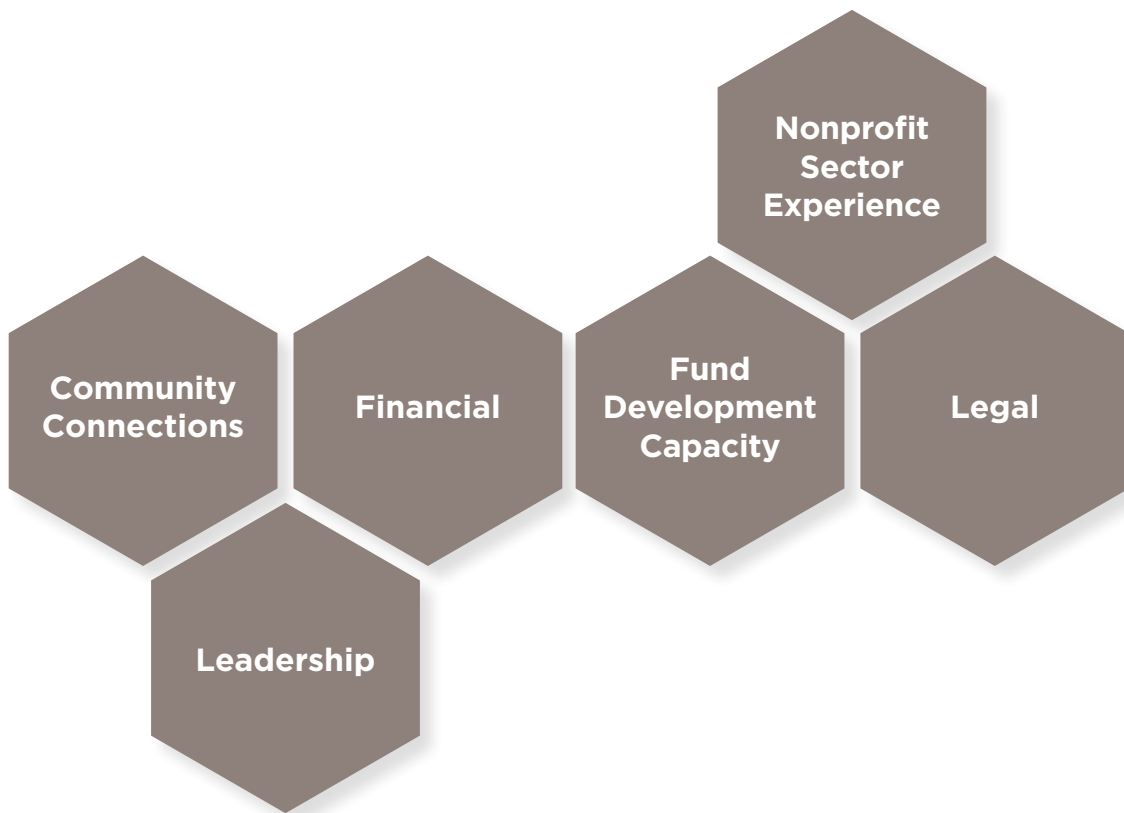 Nonprofit
Sector
Experience
Community
Connections
Financial
Fund
Development
Capacity
Legal
Leadership